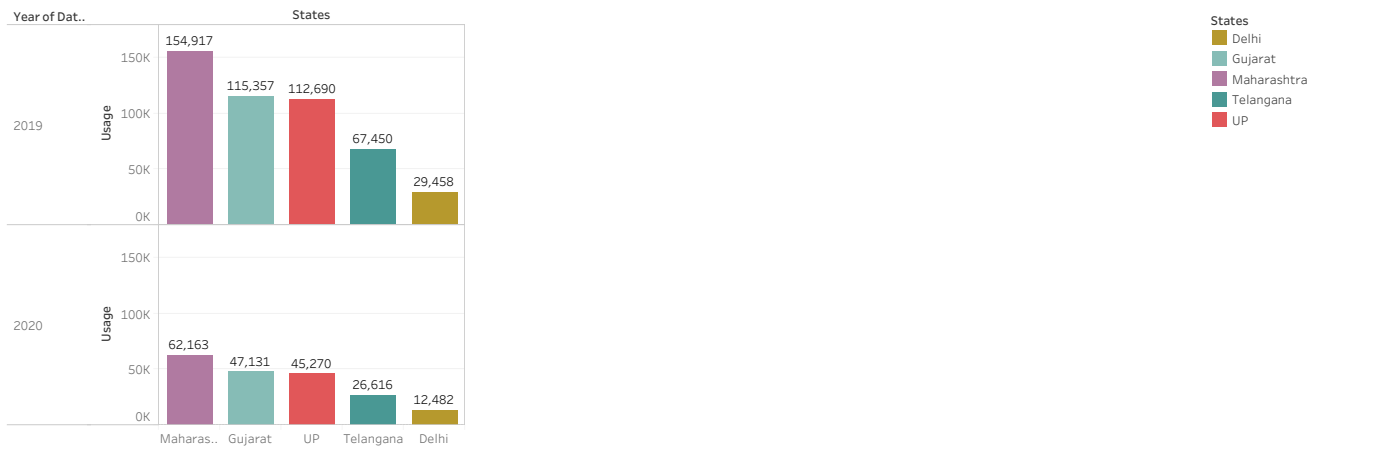 Year of Dat..
States
154,917
115,357
112,690
67,450
29,458
150K
100K
50K
0K
Usage
2019
62,163
47,131
45,270
26,616
12,482
150K
100K
50K
0K
Usage
2020
Maharas.. Gujarat UP Telangana Delhi
States
Delhi
Gujarat
Maharashtra
Telangana
UP